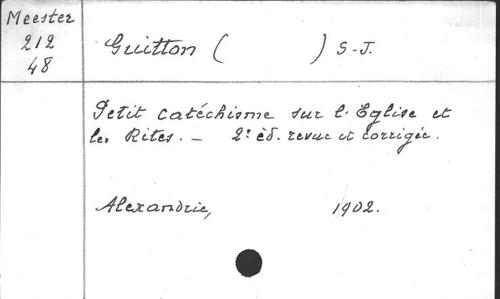 Meester
212
48
Guitton ( ) S.J.
Petit catéchisme sur l'Eglise et
les Rites. — 2e éd. revue et corrigée.
Alexandrie, 1902.